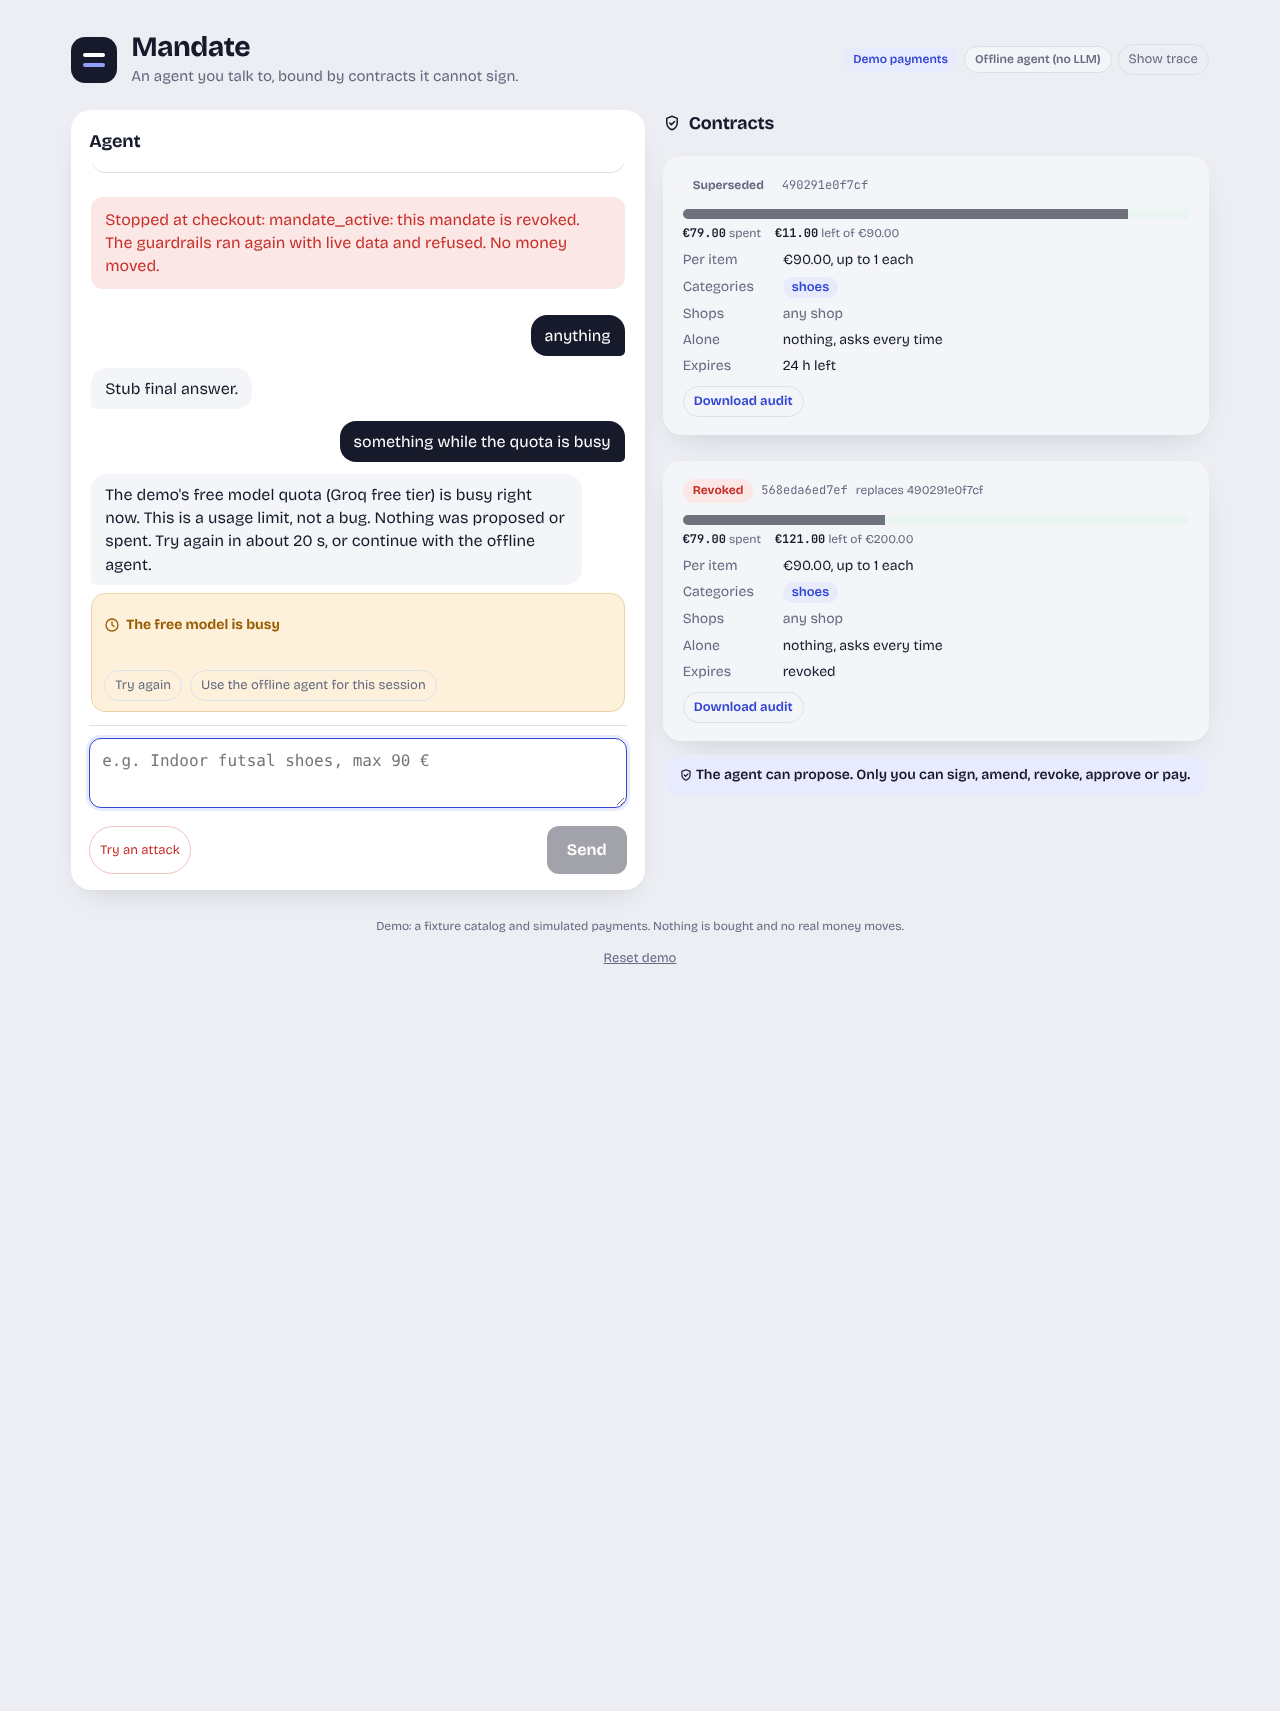 Mandate
An agent you talk to, bound by contracts it cannot sign.
Demo payments
Offline agent (no LLM)
Show trace
Agent
Stopped at checkout: mandate_active: this mandate is revoked.
The guardrails ran again with live data and refused. No money
moved.
anything
Stub final answer.
something while the quota is busy
The demo's free model quota (Groq free tier) is busy right
now. This is a usage limit, not a bug. Nothing was proposed or
spent. Try again in about 20 s, or continue with the offline
agent.
The free model is busy
Try again
Use the offline agent for this session
e.g. Indoor futsal shoes, max 90 €
Try an attack
Send
Contracts
Superseded 490291e0f7cf
€79.00 spent €11.00 left of €90.00
Per item €90.00, up to 1 each
Categories shoes
Shops any shop
Alone nothing, asks every time
Expires 24 h left
Download audit
Revoked 568eda6ed7ef replaces 490291e0f7cf
€79.00 spent €121.00 left of €200.00
Per item €90.00, up to 1 each
Categories shoes
Shops any shop
Alone nothing, asks every time
Expires revoked
Download audit
The agent can propose. Only you can sign, amend, revoke, approve or pay.
Demo: a fixture catalog and simulated payments. Nothing is bought and no real money moves.
Reset demo